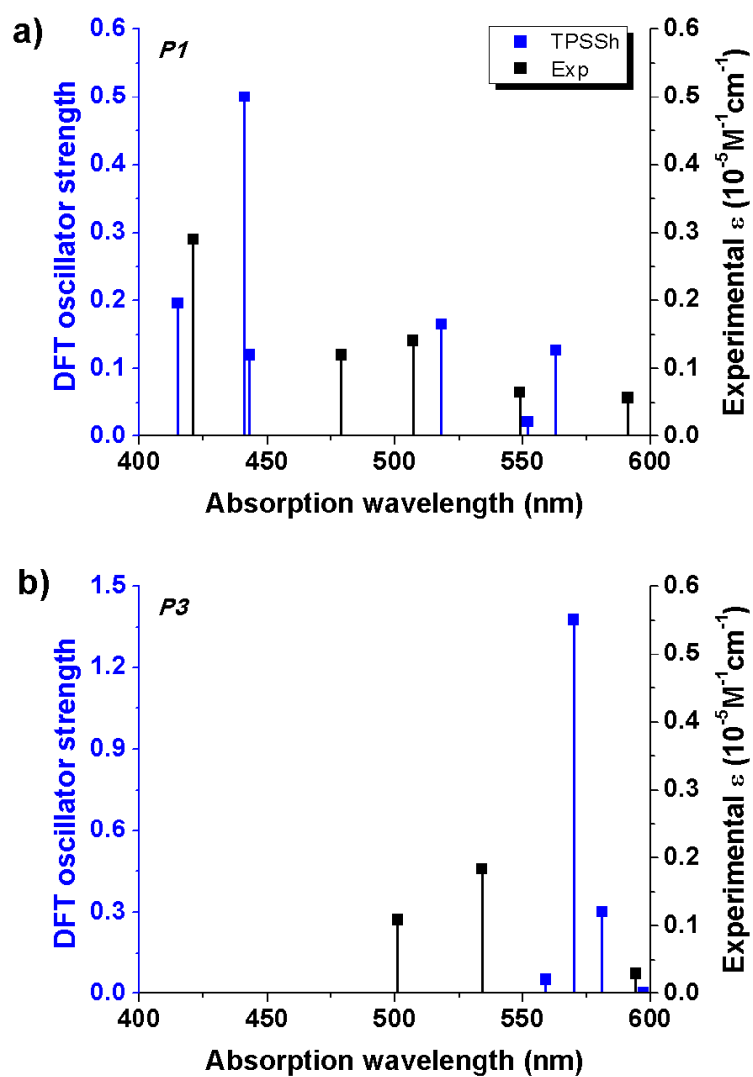 a)
P1
TPSSh
Exp
DFT oscillator strength
0.6
0.5
0.4
0.3
0.2
0.1
0.0
Experimental ε (10⁻⁵M⁻¹cm⁻¹)
0.6
0.5
0.4
0.3
0.2
0.1
0.0
400 450 500 550 600
Absorption wavelength (nm)
b)
P3
DFT oscillator strength
1.5
1.2
0.9
0.6
0.3
0.0
Experimental ε (10⁻⁵M⁻¹cm⁻¹)
0.6
0.5
0.4
0.3
0.2
0.1
0.0
400 450 500 550 600
Absorption wavelength (nm)